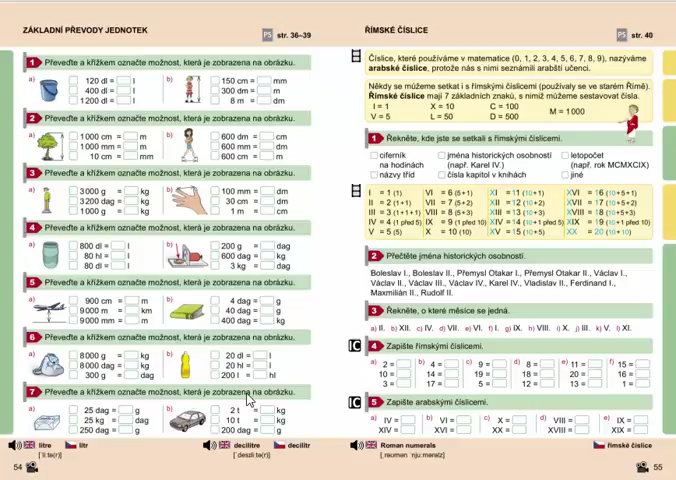 ZÁKLADNÍ PŘEVODY JEDNOTEK
PS str. 36–39
1 Převeďte a křížkem označte možnost, která je zobrazena na obrázku.
a) 120 dl = l
400 dl = l
1 200 dl = l
b) 150 cm = mm
300 dm = m
8 m = dm
2 Převeďte a křížkem označte možnost, která je zobrazena na obrázku.
a) 1 000 cm = m
1 000 mm = m
10 cm = mm
b) 600 dm = cm
600 mm = dm
600 cm = m
3 Převeďte a křížkem označte možnost, která je zobrazena na obrázku.
a) 3 000 g = kg
3 200 dag = kg
1 000 g = kg
b) 100 mm = dm
30 cm = dm
1 m = cm
4 Převeďte a křížkem označte možnost, která je zobrazena na obrázku.
a) 800 dl = l
80 hl = l
80 dl = l
b) 200 g = dag
600 dag = kg
3 kg = dag
5 Převeďte a křížkem označte možnost, která je zobrazena na obrázku.
a) 900 cm = m
9 000 m = km
9 000 mm = m
b) 4 dag = g
40 dag = g
400 dag = kg
6 Převeďte a křížkem označte možnost, která je zobrazena na obrázku.
a) 8 000 g = kg
8 000 dag = kg
300 g = dag
b) 20 dl = l
20 hl = l
200 l = hl
7 Převeďte a křížkem označte možnost, která je zobrazena na obrázku.
a) 25 dag = g
25 kg = dag
250 dag = g
b) 2 t = kg
10 t = kg
200 dag = g
litre litr
decilitre decilitr
54
ŘÍMSKÉ ČÍSLICE
PS str. 40
Číslice, které používáme v matematice (0, 1, 2, 3, 4, 5, 6, 7, 8, 9), nazýváme
arabské číslice, protože nás s nimi seznámili arabští učenci.
Někdy se můžeme setkat i s římskými číslicemi (používaly se ve starém Římě).
Římské číslice mají 7 základních znaků, s nimiž můžeme sestavovat čísla.
I = 1 X = 10 C = 100 M = 1 000
V = 5 L = 50 D = 500
1 Řekněte, kde jste se setkali s římskými číslicemi.
ciferník jména historických osobností letopočet
na hodinách (např. Karel IV.) (např. rok MCMXCIX)
názvy tříd čísla kapitol v knihách jiné
I = 1 (1) VI = 6 (5+1) XI = 11 (10+1) XVI = 16 (10+5+1)
II = 2 (1+1) VII = 7 (5+2) XII = 12 (10+2) XVII = 17 (10+5+2)
III = 3 (1+1+1) VIII = 8 (5+3) XIII = 13 (10+3) XVIII = 18 (10+5+3)
IV = 4 (1 před 5) IX = 9 (1 před 10) XIV = 14 (10+1 před 5) XIX = 19 (10+1 před 10)
V = 5 (5) X = 10 (10) XV = 15 (10+5) XX = 20 (10+10)
2 Přečtěte jména historických osobností.
Boleslav I., Boleslav II., Přemysl Otakar I., Přemysl Otakar II., Václav I.,
Václav II., Václav III., Václav IV., Karel IV., Vladislav II., Ferdinand I.,
Maxmilián II., Rudolf II.
3 Řekněte, o které měsíce se jedná.
a) II. b) XII. c) IV. d) VII. e) VI. f) I. g) IX. h) VIII. i) X. j) III. k) V. l) XI.
4 Zapište římskými číslicemi.
a) 2 = b) 4 = c) 9 = d) 8 = e) 11 = f) 15 =
10 = 14 = 19 = 18 = 20 = 16 =
3 = 17 = 5 = 12 = 13 = 1 =
5 Zapište arabskými číslicemi.
a) IV = b) VI = c) X = d) VIII = e) IX =
XIV = XVI = XX = XVIII = XIX =
Roman numerals římské číslice
55